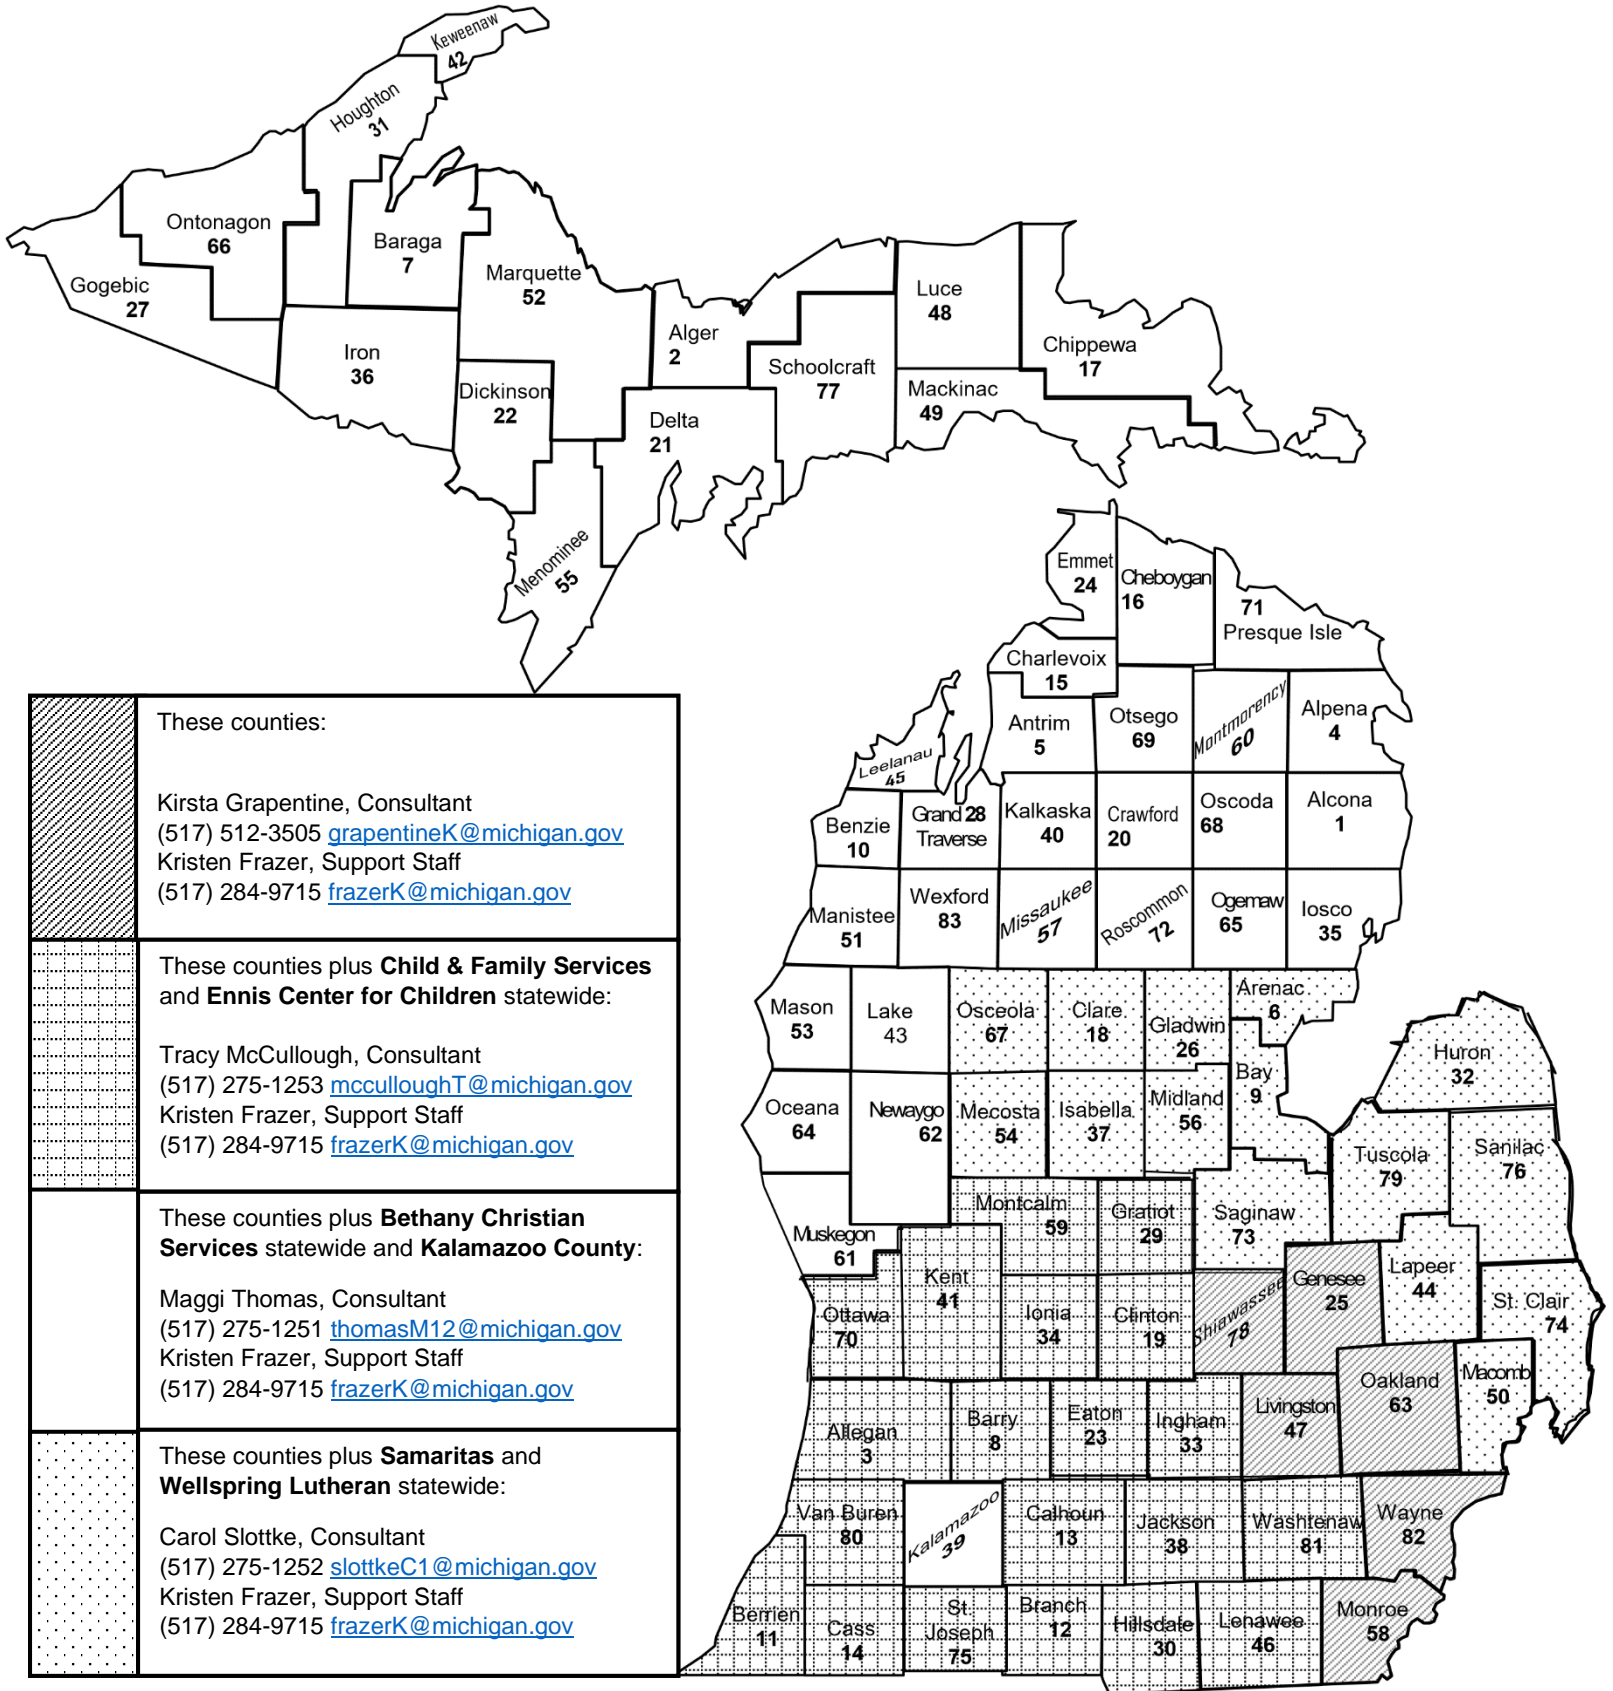 Keweenaw
42
Houghton
31
Ontonagon
66
Gogebic
27
Baraga
7
Marquette
52
Iron
36
Dickinson
22
Alger
2
Delta
21
Menominee
55
Schoolcraft
77
Luce
48
Mackinac
49
Chippewa
17
Emmet
24
Cheboygan
16
71
Presque Isle
Charlevoix
15
Antrim
5
Otsego
69
Montmorency
60
Alpena
4
Leelanau
45
Benzie
10
Grand 28
Traverse
Kalkaska
40
Crawford
20
Oscoda
68
Alcona
1
Manistee
51
Wexford
83
Missaukee
57
Roscommon
72
Ogemaw
65
Iosco
35
Mason
53
Lake
43
Osceola
67
Clare
18
Gladwin
26
Arenac
6
Huron
32
Oceana
64
Newaygo
62
Mecosta
54
Isabella
37
Midland
56
Bay
9
Tuscola
79
Sanilac
76
Muskegon
61
Montcalm
59
Gratiot
29
Saginaw
73
Kent
41
Ottawa
70
Ionia
34
Clinton
19
Shiawassee
78
Genesee
25
Lapeer
44
St. Clair
74
Allegan
3
Barry
8
Eaton
23
Ingham
33
Livingston
47
Oakland
63
Macomb
50
Van Buren
80
Kalamazoo
39
Calhoun
13
Jackson
38
Washtenaw
81
Wayne
82
Berrien
11
Cass
14
St.
Joseph
75
Branch
12
Hillsdale
30
Lenawee
46
Monroe
58
These counties:
Kirsta Grapentine, Consultant
(517) 512-3505 grapentineK@michigan.gov
Kristen Frazer, Support Staff
(517) 284-9715 frazerK@michigan.gov
These counties plus Child & Family Services
and Ennis Center for Children statewide:
Tracy McCullough, Consultant
(517) 275-1253 mcculloughT@michigan.gov
Kristen Frazer, Support Staff
(517) 284-9715 frazerK@michigan.gov
These counties plus Bethany Christian
Services statewide and Kalamazoo County:
Maggi Thomas, Consultant
(517) 275-1251 thomasM12@michigan.gov
Kristen Frazer, Support Staff
(517) 284-9715 frazerK@michigan.gov
These counties plus Samaritas and
Wellspring Lutheran statewide:
Carol Slottke, Consultant
(517) 275-1252 slottkeC1@michigan.gov
Kristen Frazer, Support Staff
(517) 284-9715 frazerK@michigan.gov